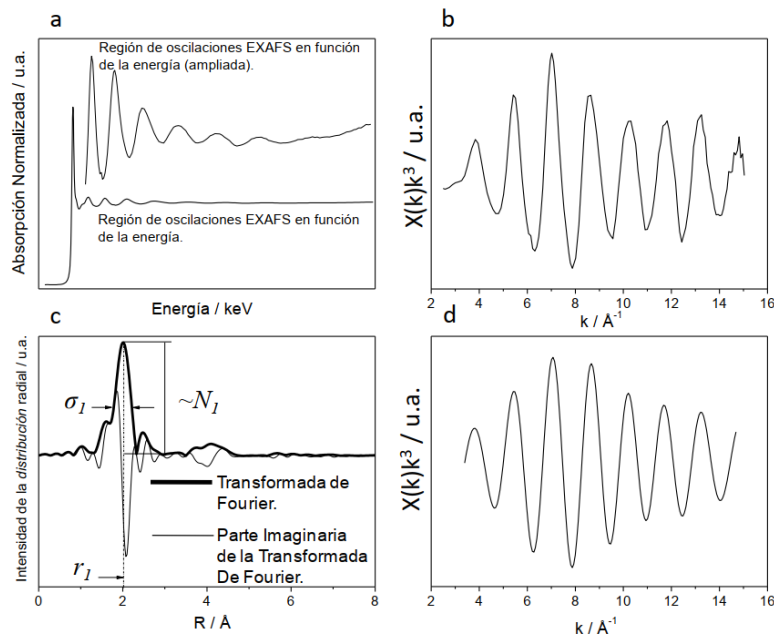 a
Región de oscilaciones EXAFS en función
de la energía (ampliada).
Región de oscilaciones EXAFS en función
de la energía.
Absorción Normalizada / u.a.
Energía / keV
b
X(k)k³ / u.a.
2 4 6 8 10 12 14 16
k / Å⁻¹
c
σ₁
~N₁
Transformada de
Fourier.
Parte Imaginaria
de la Transformada
De Fourier.
r₁
Intensidad de la distribución radial / u.a.
0 2 4 6 8
R / Å
d
X(k)k³ / u.a.
2 4 6 8 10 12 14 16
k / Å⁻¹